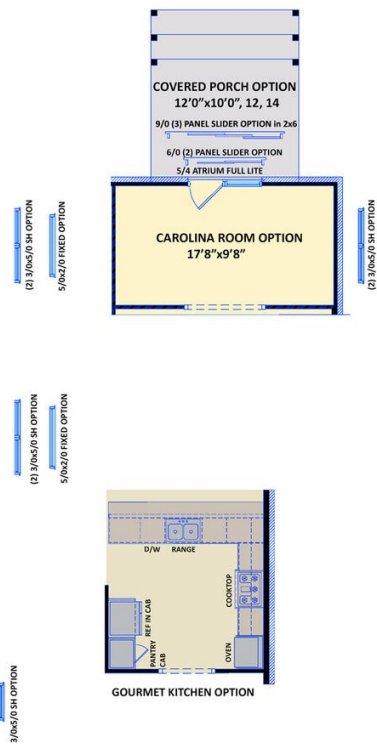 COVERED PORCH OPTION
12'0"x10'0", 12, 14
9/0 (3) PANEL SLIDER OPTION in 2x6
6/0 (2) PANEL SLIDER OPTION
5/4 ATRIUM FULL LITE
CAROLINA ROOM OPTION
17'8"x9'8"
(2) 3/0x5/0 SH OPTION
5/0x2/0 FIXED OPTION
(2) 3/0x5/0 SH OPTION
(2) 3/0x5/0 SH OPTION
5/0x2/0 FIXED OPTION
D/W
RANGE
COOKTOP
REF IN CAB
PANTRY
CAB
OVEN
GOURMET KITCHEN OPTION
3/0x5/0 SH OPTION